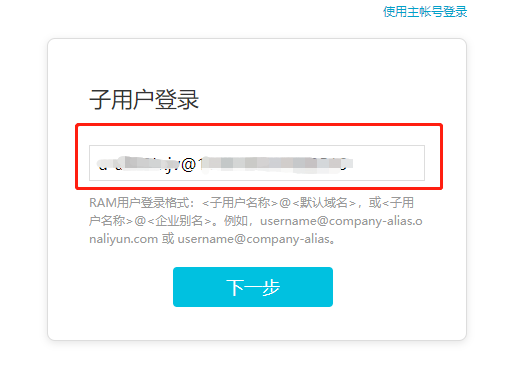 使用主帐号登录
子用户登录
RAM用户登录格式：<子用户名称>@<默认域名>，或<子用
户名称>@<企业别名>。例如，username@company-alias.o
naliyun.com 或 username@company-alias。
下一步